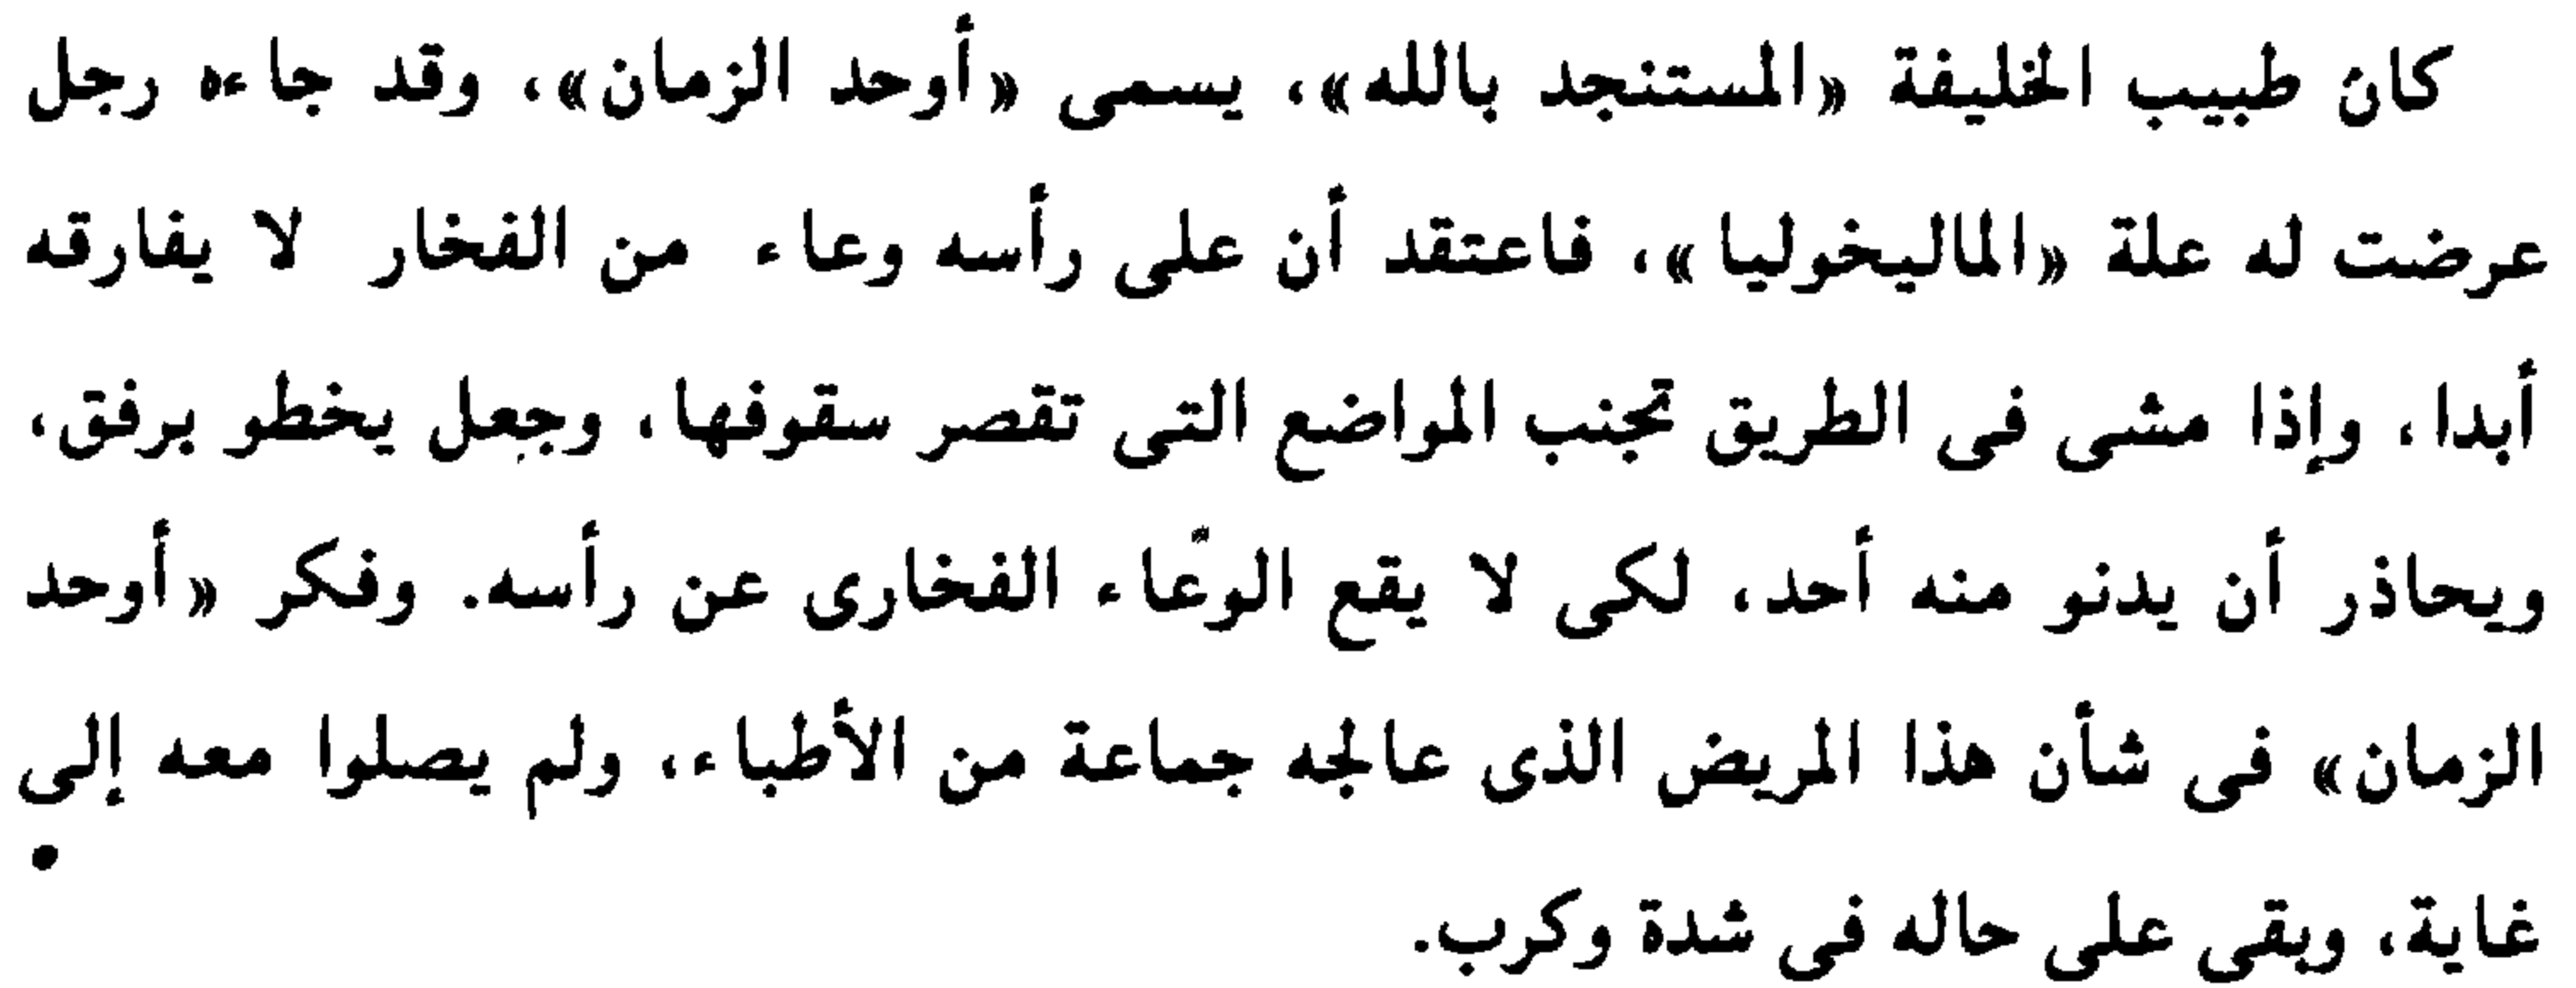 كان طبيب الخليفة «المستنجد بالله»، يسمى «أوحد الزمان»، وقد جاءه رجل
عرضت له علة «الماليخوليا»، فاعتقد أن على رأسه وعاء من الفخار لا يفارقه
أبدا، وإذا مشى فى الطريق تجنب المواضع التى تقصر سقوفها، وجعل يخطو برفق،
ويحاذر أن يدنو منه أحد، لكى لا يقع الوعاء الفخارى عن رأسه. وفكر «أوحد
الزمان» فى شأن هذا المريض الذى عالجه جماعة من الأطباء، ولم يصلوا معه إلى
غاية، وبقى على حاله فى شدة وكرب.